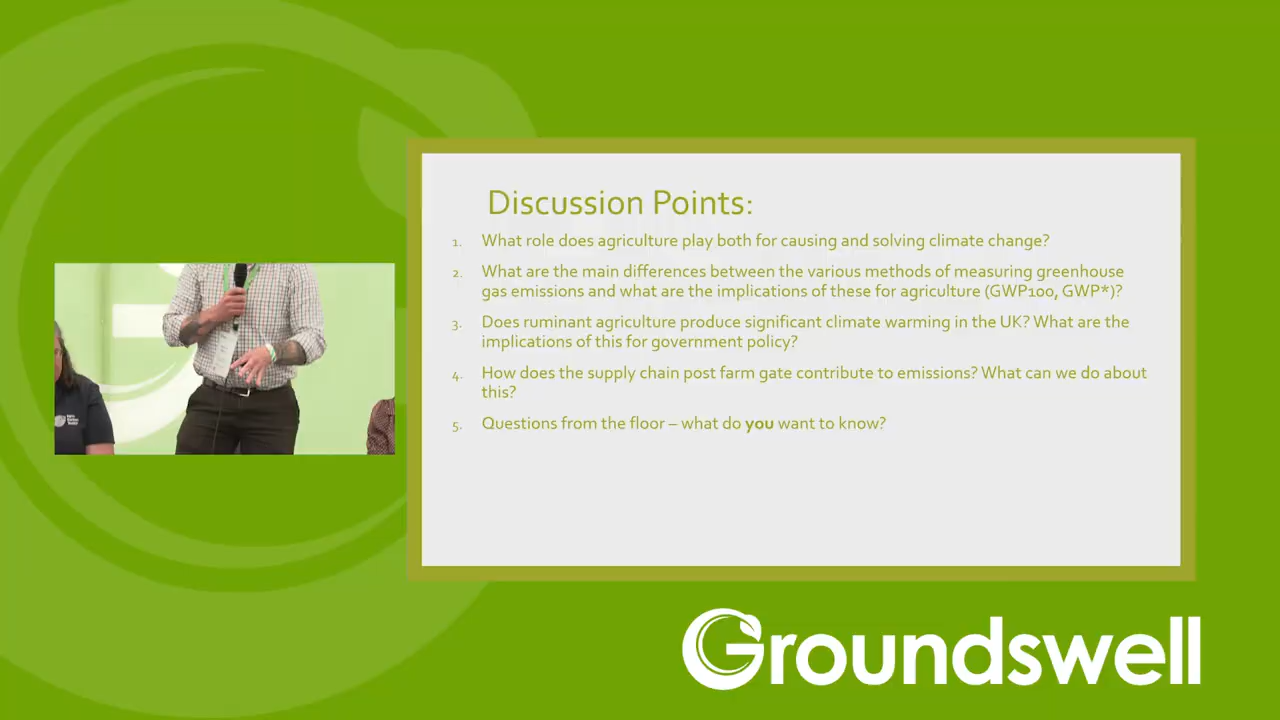 Discussion Points:
1. What role does agriculture play both for causing and solving climate change?
2. What are the main differences between the various methods of measuring greenhouse
gas emissions and what are the implications of these for agriculture (GWP100, GWP*)?
3. Does ruminant agriculture produce significant climate warming in the UK? What are the
implications of this for government policy?
4. How does the supply chain post farm gate contribute to emissions? What can we do about
this?
5. Questions from the floor – what do you want to know?
Groundswell